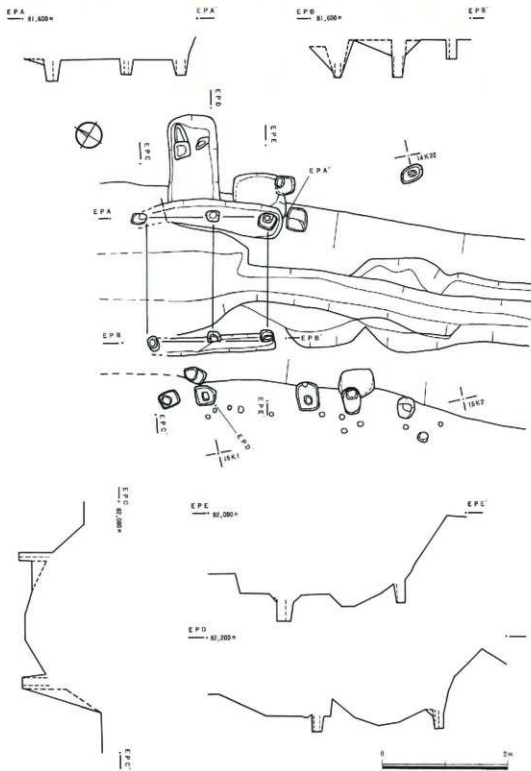 EPA EPA' EPB EPB'
81,600m 81,600m
EPD
EPE
EPC
14K22
EPA'
EPA
EPB EPB'
EPE'
EPC'
EPD'
15K1
15K2
EPC
82,000m
EPE EPE'
82,000m
EPD
82,200m
EPC'
0 2m